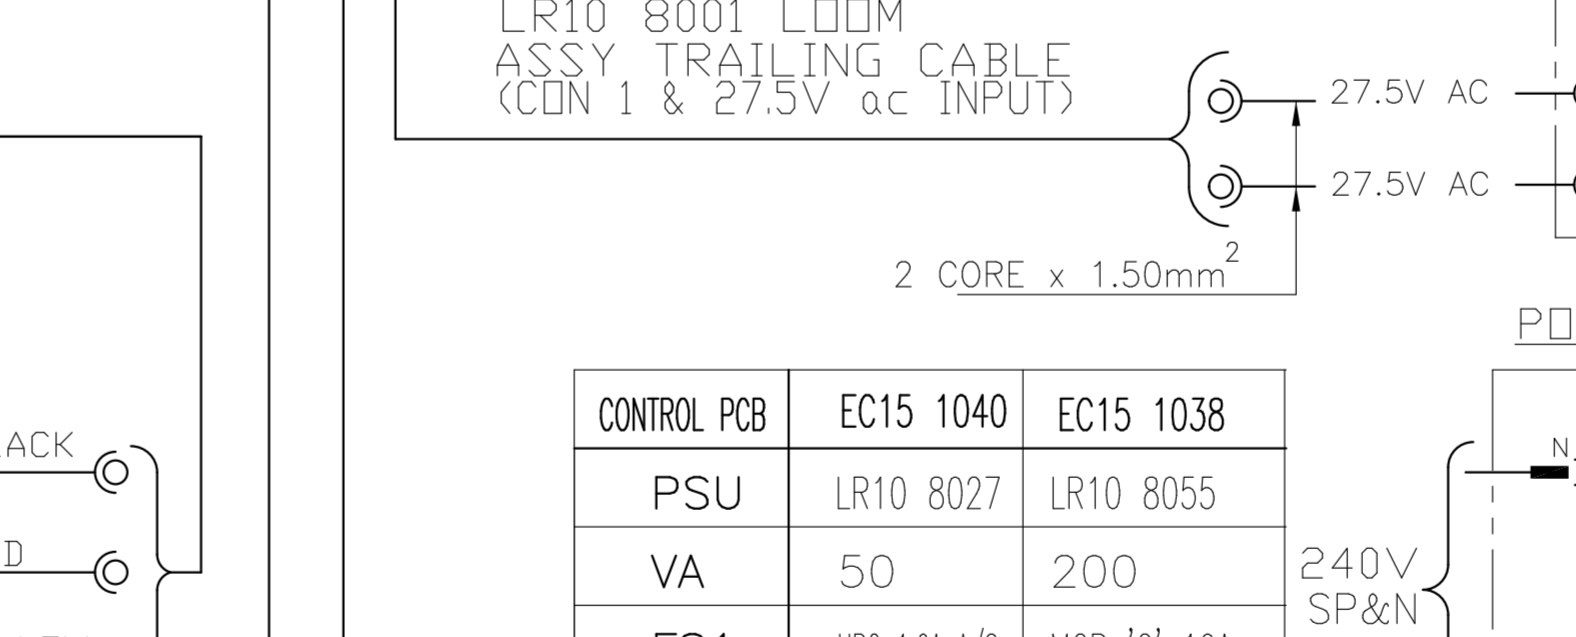 LR10 8001 LOOM
ASSY TRAILING CABLE
(CON 1 & 27.5V ac INPUT)
27.5V AC
27.5V AC
2 CORE x 1.50mm²
CONTROL PCB EC15 1040 EC15 1038
PSU LR10 8027 LR10 8055
VA 50 200
240V
SP&N
N